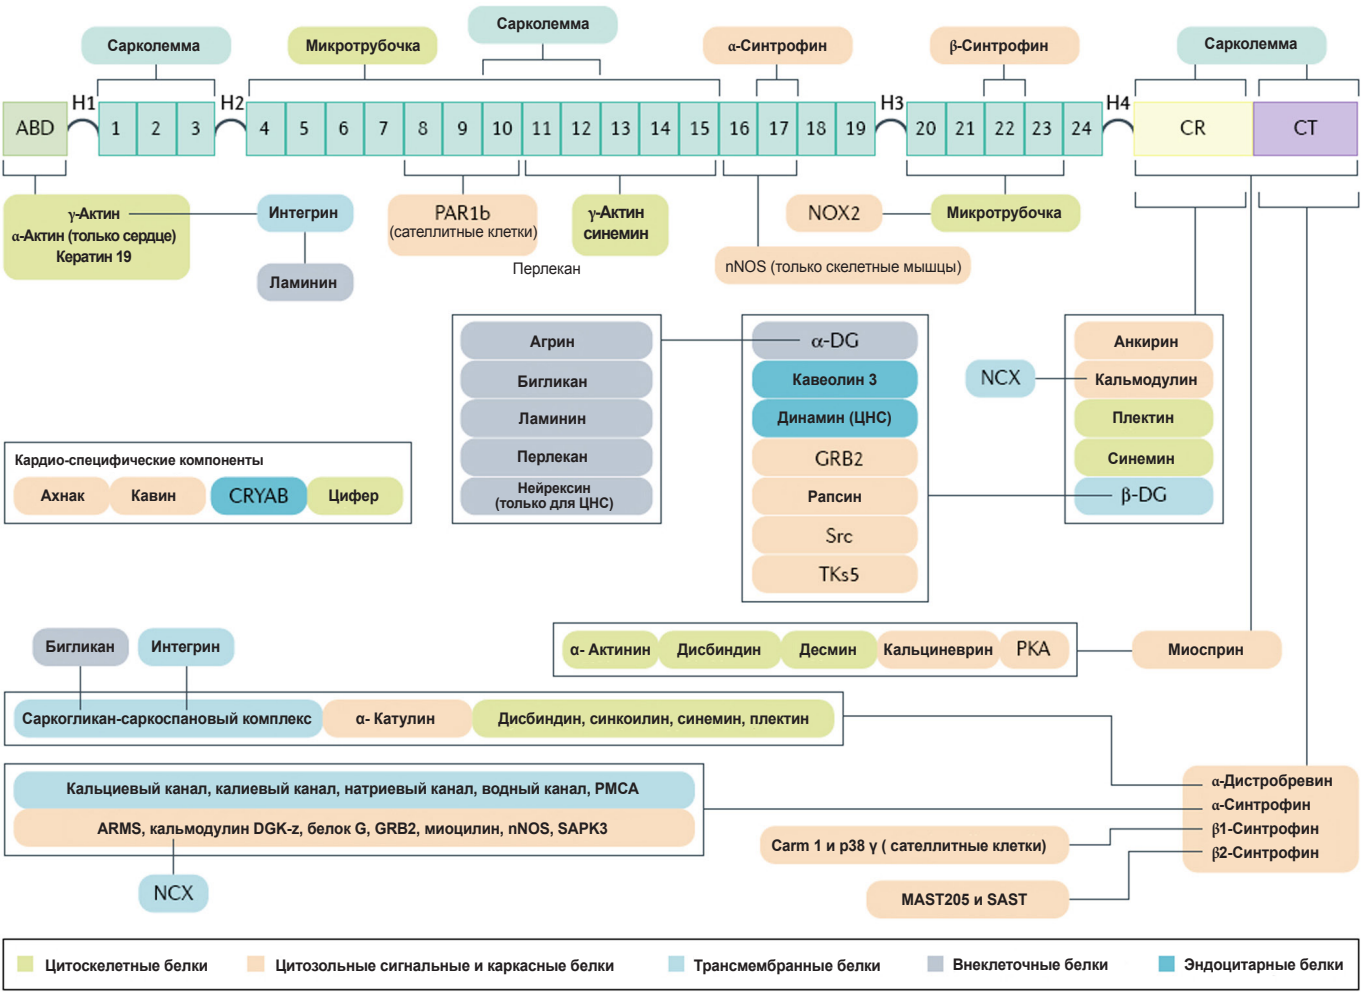 Сарколемма
Микротрубочка
Сарколемма
α-Синтрофин
β-Синтрофин
Сарколемма
ABD
H1
1
2
3
H2
4
5
6
7
8
9
10
11
12
13
14
15
16
17
18
19
H3
20
21
22
23
24
H4
CR
CT
γ-Актин
α-Актин (только сердце)
Кератин 19
Интегрин
Ламинин
PAR1b
(сателлитные клетки)
Перлекан
γ-Актин
синемин
nNOS (только скелетные мышцы)
NOX2
Микротрубочка
Агрин
Бигликан
Ламинин
Перлекан
Нейрексин
(только для ЦНС)
α-DG
Кавеолин 3
Динамин (ЦНС)
GRB2
Рапсин
Src
TKs5
NCX
Анкирин
Кальмодулин
Плектин
Синемин
β-DG
Кардио-специфические компоненты
Ахнак
Кавин
CRYAB
Цифер
Бигликан
Интегрин
α- Актинин
Дисбиндин
Десмин
Кальциневрин
PKA
Миосприн
Саркогликан-саркоспановый комплекс
α- Катулин
Дисбиндин, синкоилин, синемин, плектин
Кальциевый канал, калиевый канал, натриевый канал, водный канал, PMCA
ARMS, кальмодулин DGK-z, белок G, GRB2, миоцилин, nNOS, SAPK3
NCX
α-Дистробревин
α-Синтрофин
β1-Синтрофин
β2-Синтрофин
Carm 1 и p38 γ ( сателлитные клетки)
MAST205 и SAST
Цитоскелетные белки
Цитозольные сигнальные и каркасные белки
Трансмембранные белки
Внеклеточные белки
Эндоцитарные белки